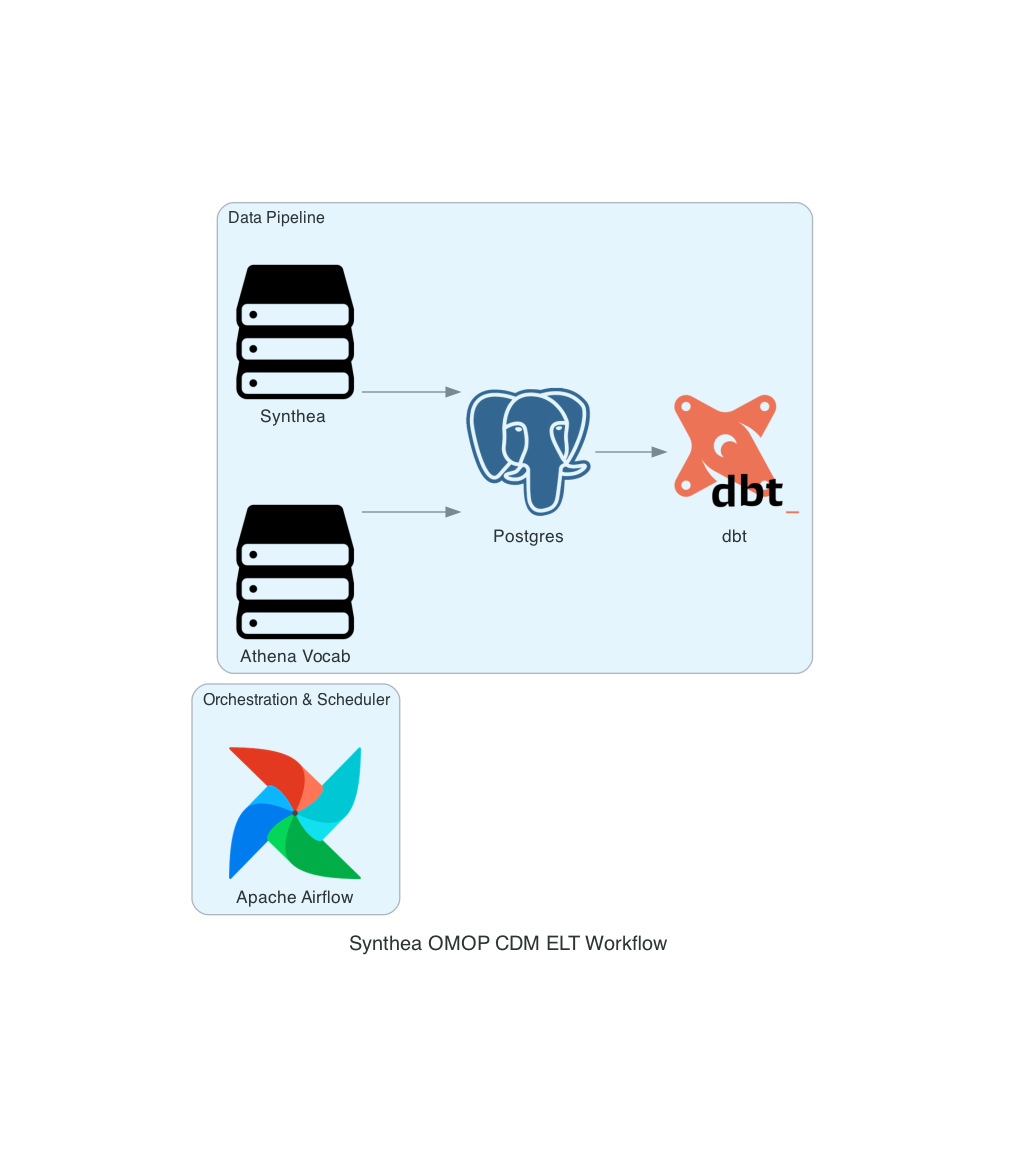 Data Pipeline
Synthea
Athena Vocab
Postgres
dbt_
dbt
Orchestration & Scheduler
Apache Airflow
Synthea OMOP CDM ELT Workflow